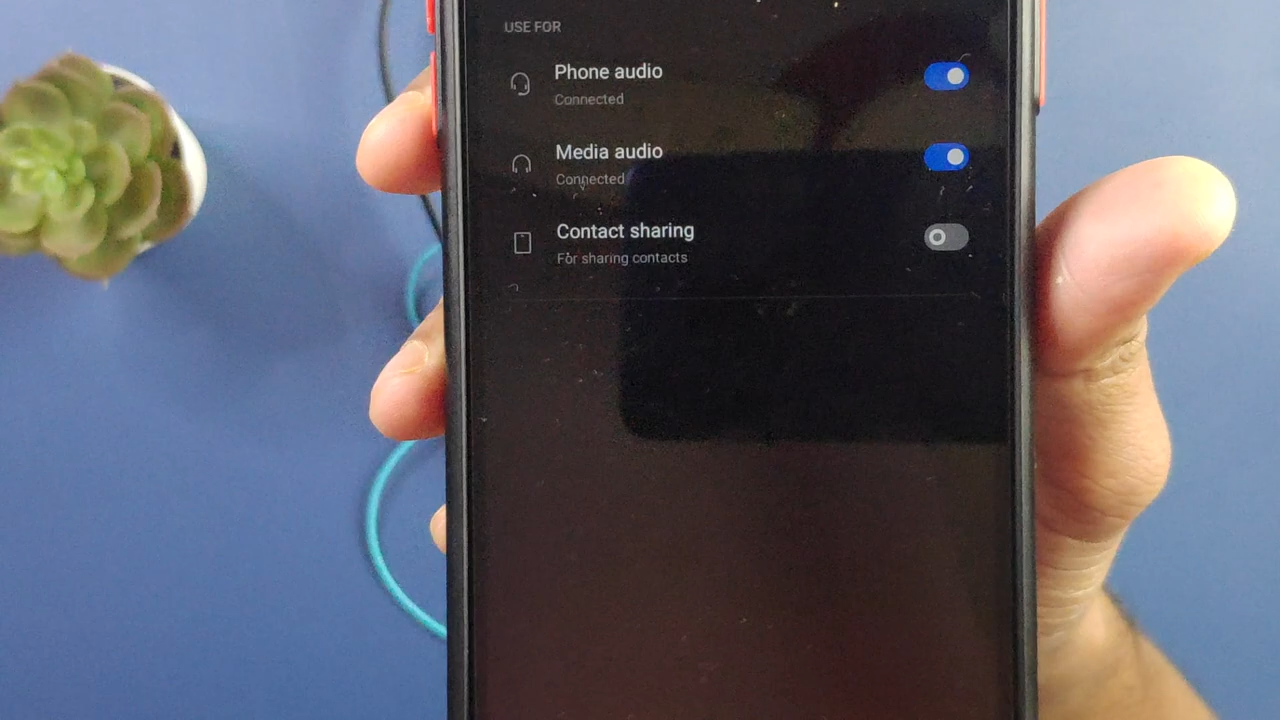 USE FOR
Phone audio
Connected
Media audio
Connected
Contact sharing
For sharing contacts